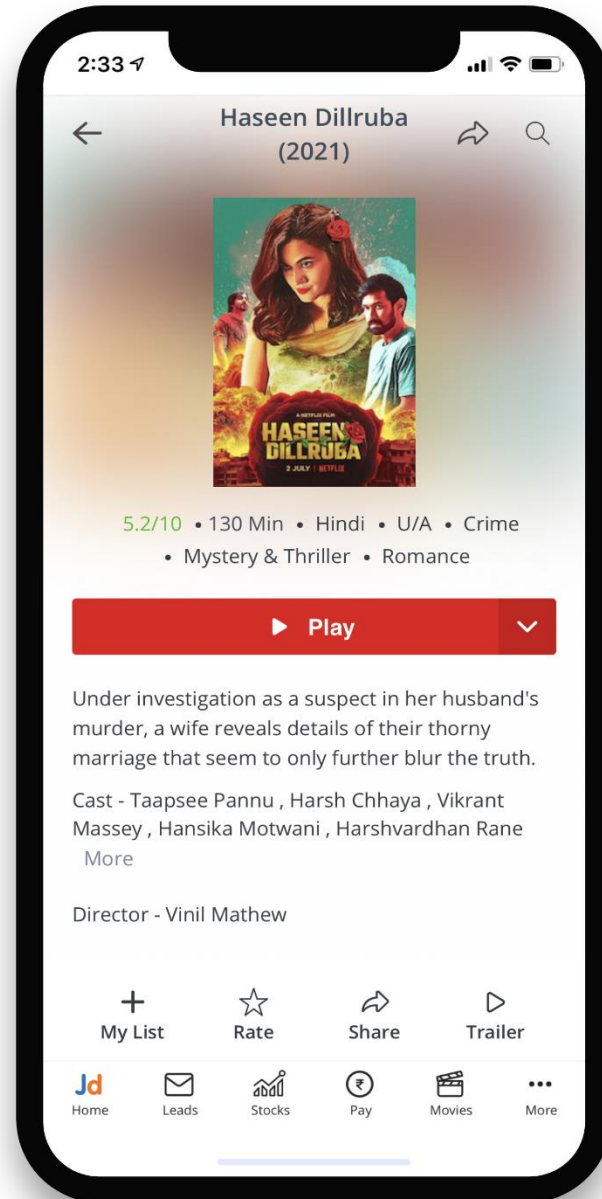 2:33
Haseen Dillruba
(2021)
A NETFLIX FILM
HASEEN
DILLRUBA
2 JULY | NETFLIX
5.2/10 • 130 Min • Hindi • U/A • Crime
• Mystery & Thriller • Romance
Play
Under investigation as a suspect in her husband's
murder, a wife reveals details of their thorny
marriage that seem to only further blur the truth.
Cast - Taapsee Pannu , Harsh Chhaya , Vikrant
Massey , Hansika Motwani , Harshvardhan Rane
More
Director - Vinil Mathew
My List Rate Share Trailer
Jd
Home Leads Stocks Pay Movies More